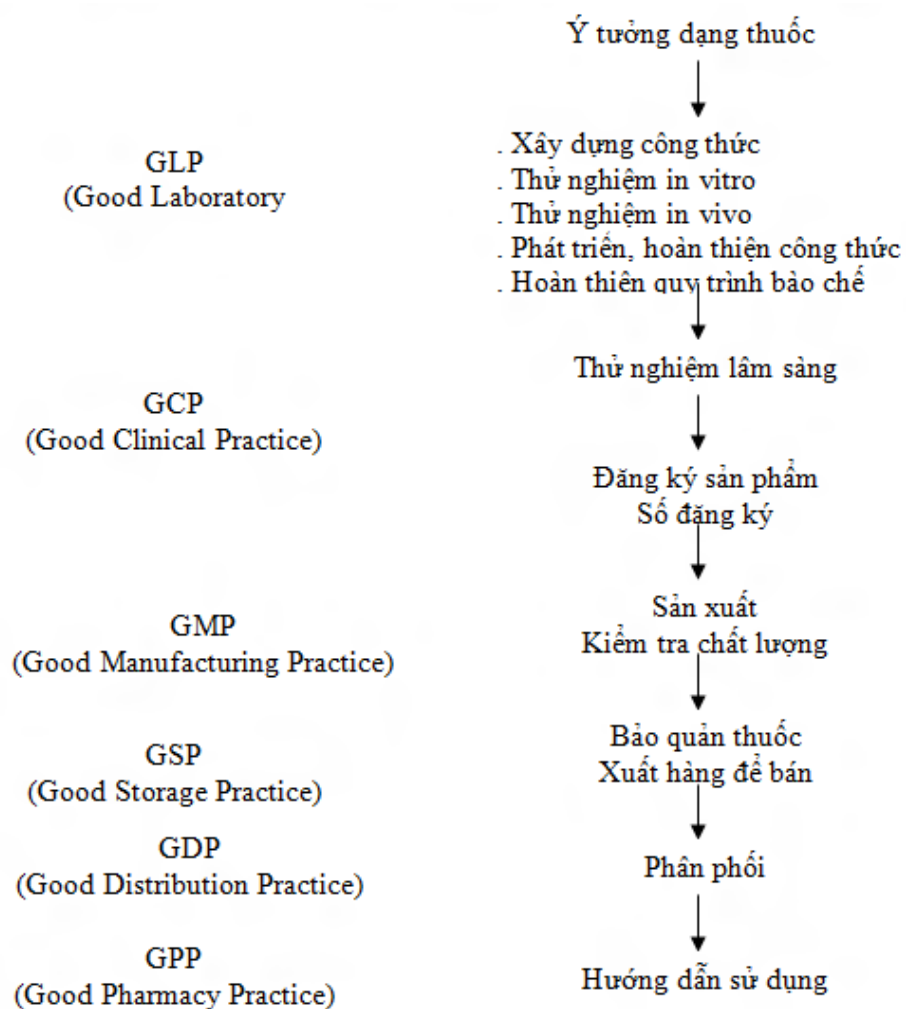 Ý tưởng dạng thuốc
GLP
(Good Laboratory
. Xây dựng công thức
. Thử nghiệm in vitro
. Thử nghiệm in vivo
. Phát triển, hoàn thiện công thức
. Hoàn thiên quy trình bào chế
Thử nghiệm lâm sàng
GCP
(Good Clinical Practice)
Đăng ký sản phẩm
Số đăng ký
GMP
(Good Manufacturing Practice)
Sản xuất
Kiểm tra chất lượng
GSP
(Good Storage Practice)
Bảo quản thuốc
Xuất hàng để bán
GDP
(Good Distribution Practice)
Phân phối
GPP
(Good Pharmacy Practice)
Hướng dẫn sử dụng